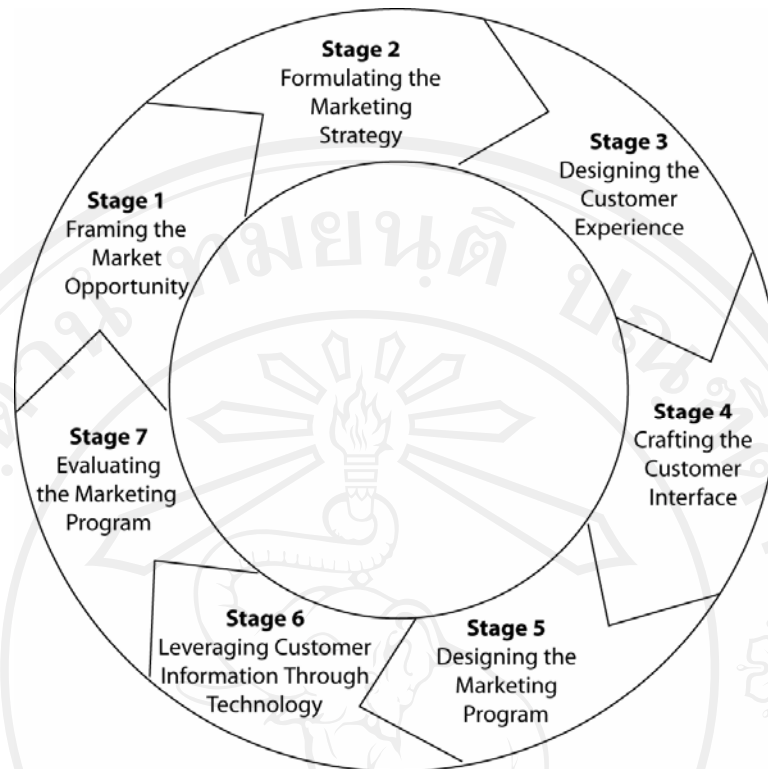 Stage 1
Framing the
Market
Opportunity
Stage 2
Formulating the
Marketing
Strategy
Stage 3
Designing the
Customer
Experience
Stage 4
Crafting the
Customer
Interface
Stage 5
Designing the
Marketing
Program
Stage 6
Leveraging Customer
Information Through
Technology
Stage 7
Evaluating
the Marketing
Program